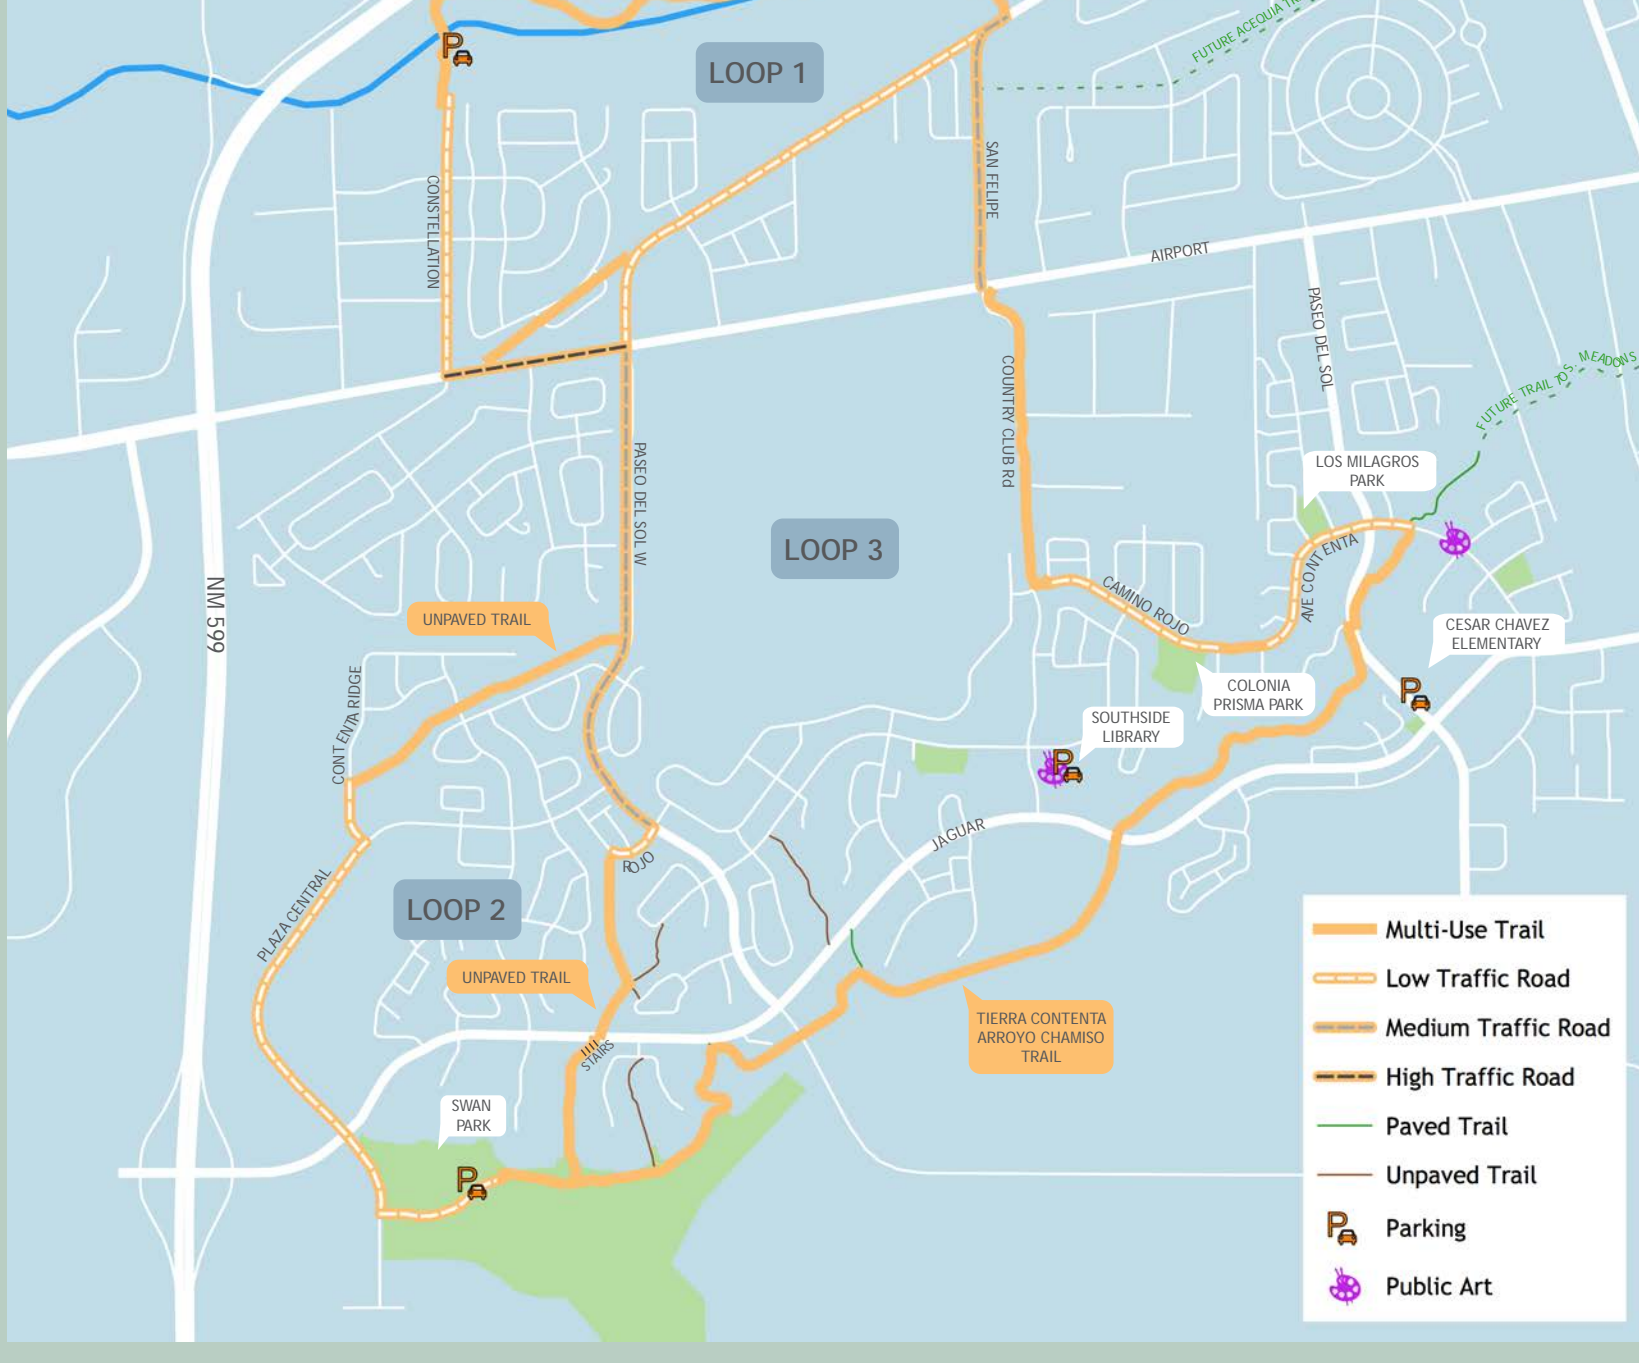 FUTURE ACEQUIA
LOOP 1
SAN FELIPE
CONSTELLATION
AIRPORT
PASEO DEL SOL
FUTURE TRAIL TO S. MEADOWS
COUNTRY CLUB Rd
PASEO DEL SOL W
LOS MILAGROS
PARK
LOOP 3
AVE CONTENTA
CAMINO ROJO
NM 599
UNPAVED TRAIL
CESAR CHAVEZ
ELEMENTARY
CONTENTA RIDGE
COLONIA
PRISMA PARK
SOUTHSIDE
LIBRARY
P
P
JAGUAR
ROJO
PLAZA CENTRAL
LOOP 2
UNPAVED TRAIL
TIERRA CONTENTA
ARROYO CHAMISO
TRAIL
STAIRS
SWAN
PARK
P
P
Multi-Use Trail
Low Traffic Road
Medium Traffic Road
High Traffic Road
Paved Trail
Unpaved Trail
P Parking
Public Art